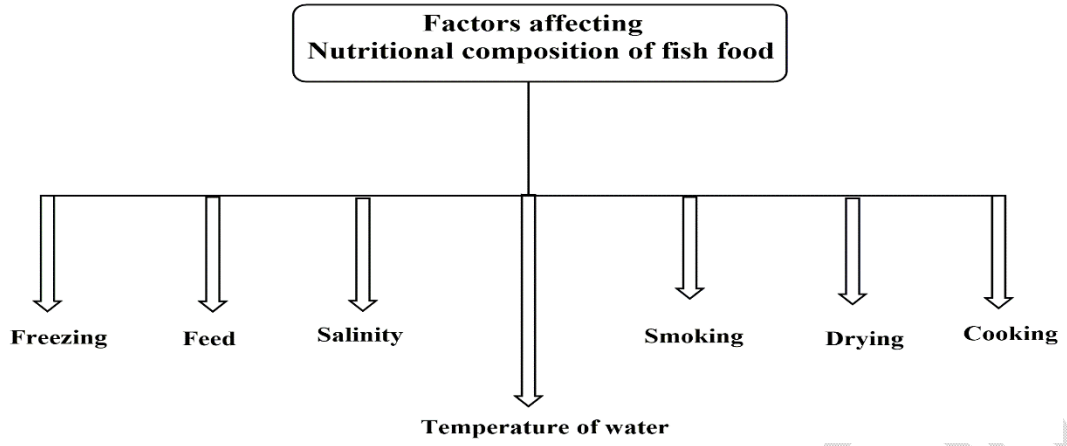 Factors affecting
Nutritional composition of fish food
Freezing
Feed
Salinity
Smoking
Drying
Cooking
Temperature of water